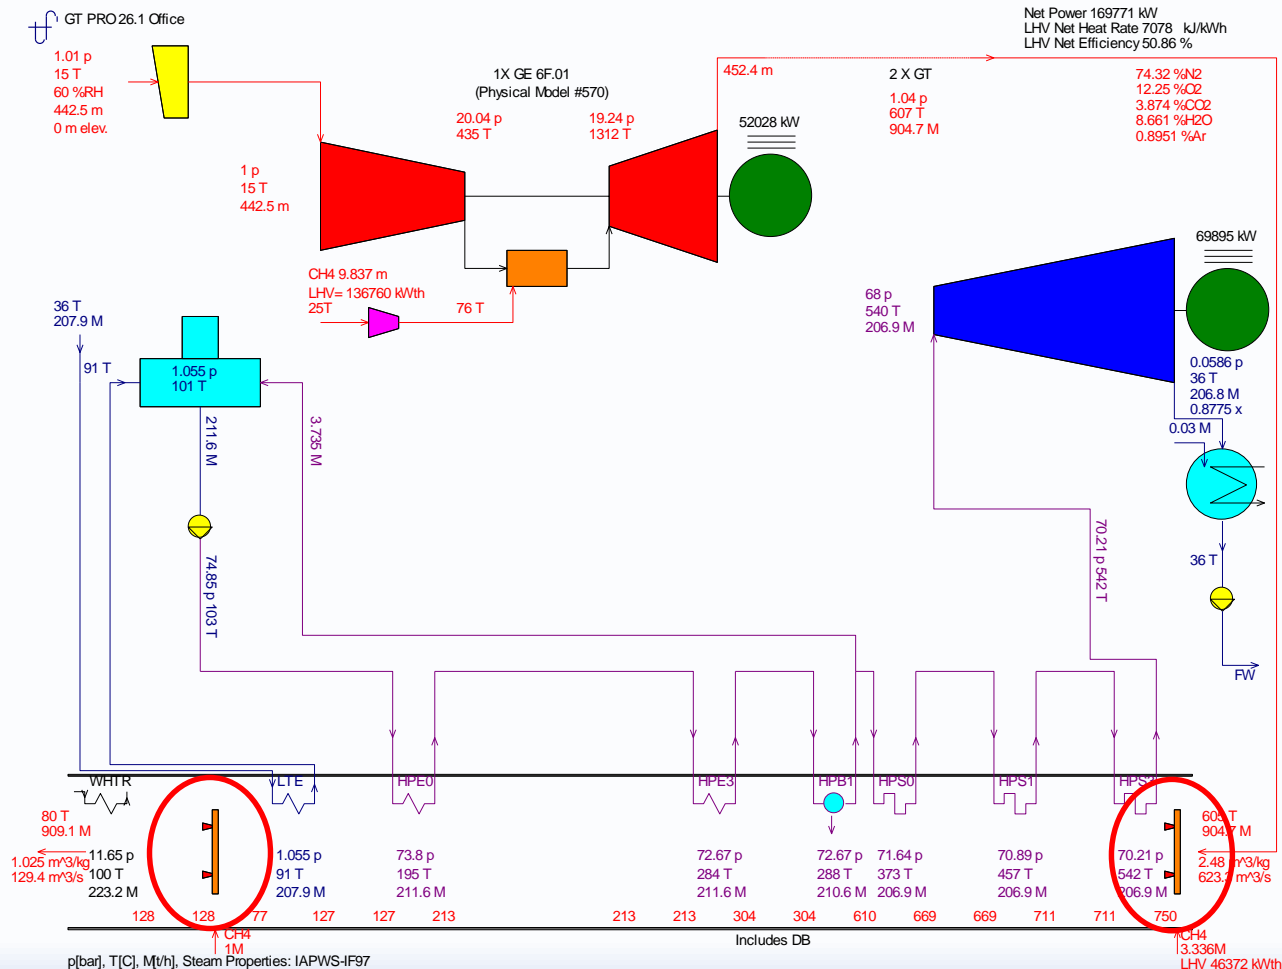 GT PRO 26.1 Office
Net Power 169771 kW
LHV Net Heat Rate 7078 kJ/kWh
LHV Net Efficiency 50.86 %
1.01 p
15 T
60 %RH
442.5 m
0 m elev.
1X GE 6F.01
(Physical Model #570)
452.4 m
2 X GT
1.04 p
607 T
904.7 M
74.32 %N2
12.25 %O2
3.874 %CO2
8.661 %H2O
0.8951 %Ar
20.04 p
435 T
19.24 p
1312 T
52028 kW
1 p
15 T
442.5 m
CH4 9.837 m
LHV= 136760 kWth
25T
76 T
69895 kW
68 p
540 T
206.9 M
36 T
207.9 M
91 T
1.055 p
101 T
0.0586 p
36 T
206.8 M
0.8775 x
0.03 M
211.6 M
3.735 M
74.85 p 103 T
70.21 p 542 T
36 T
FW
WHTR
LTE
HPE0
HPE3
HPB1
HPS0
HPS1
80 T
909.1 M
1.025 m^3/kg
129.4 m^3/s
11.65 p
100 T
223.2 M
1.055 p
91 T
207.9 M
73.8 p
195 T
211.6 M
72.67 p
284 T
211.6 M
72.67 p
288 T
210.6 M
71.64 p
373 T
206.9 M
70.89 p
457 T
206.9 M
70.21 p
542 T
206.9 M
904.7 M
2.48 m^3/kg
128 128 77 127 127 213 213 213 304 304 610 669 669 711 711 750
CH4
1M
Includes DB
CH4
3.336M
LHV 46372 kWth
p[bar], T[C], M[t/h], Steam Properties: IAPWS-IF97